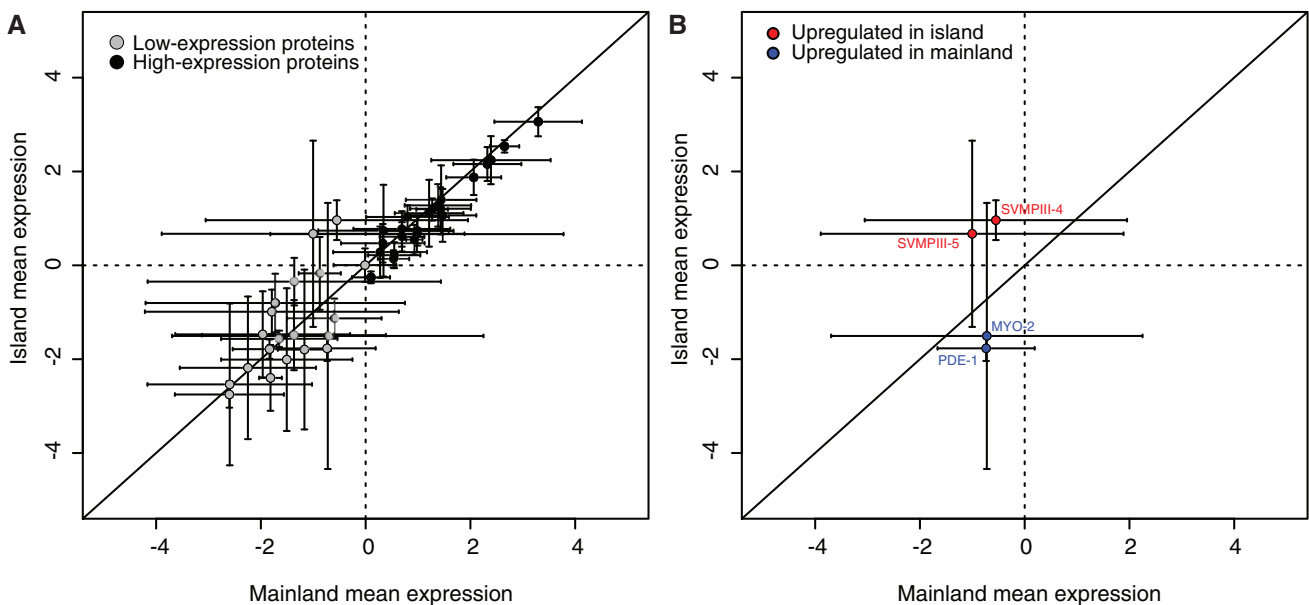 A
Low-expression proteins
High-expression proteins
Island mean expression
4
2
0
-2
-4
-4
-2
0
2
4
Mainland mean expression
B
Upregulated in island
Upregulated in mainland
Island mean expression
4
2
0
-2
-4
SVMPIII-4
SVMPIII-5
MYO-2
PDE-1
-4
-2
0
2
4
Mainland mean expression